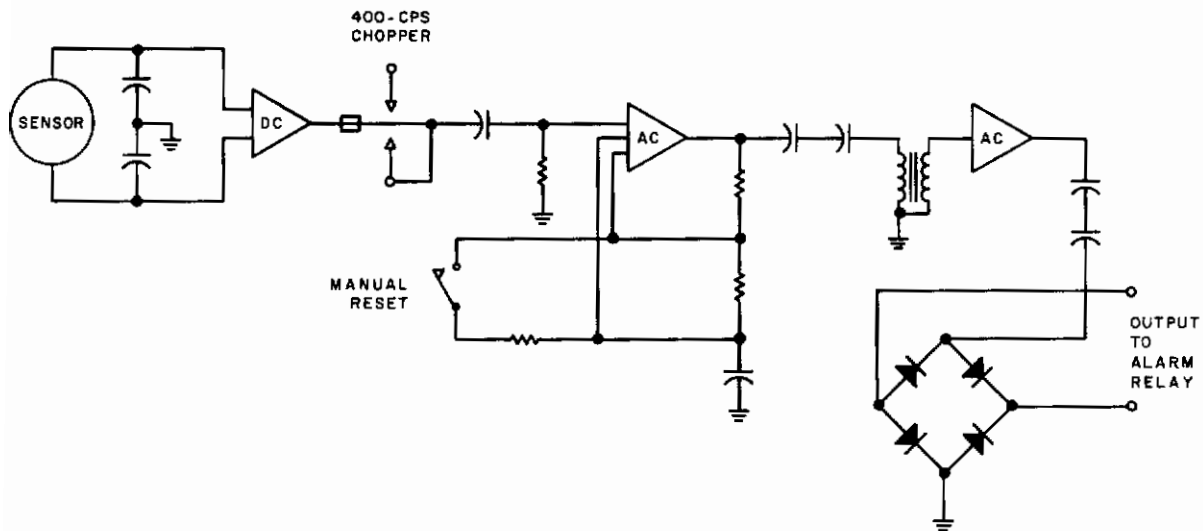 400-CPS
CHOPPER
SENSOR
DC
AC
AC
MANUAL
RESET
OUTPUT
TO
ALARM
RELAY